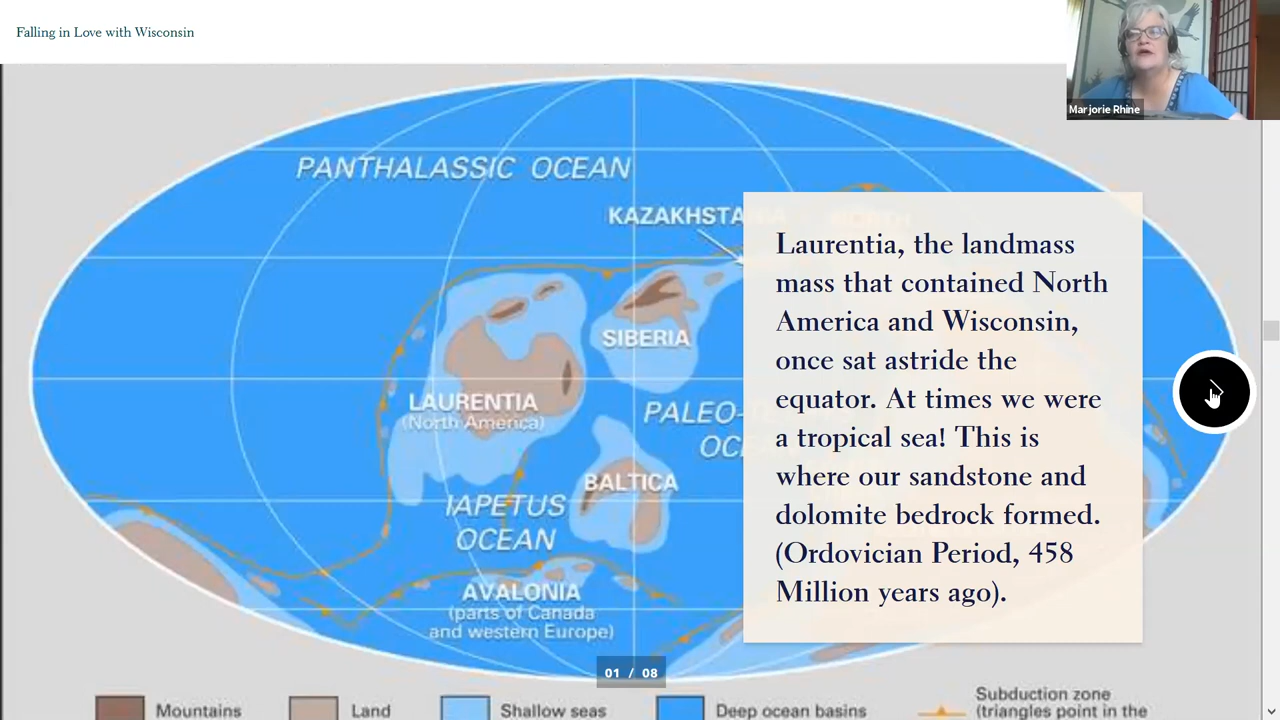 Falling in Love with Wisconsin
Marjorie Rhine
PANTHALASSIC OCEAN
KAZAKHSTA
SIBERIA
LAURENTIA
(North America)
PALEO-
BALTICA
IAPETUS
OCEAN
AVALONIA
(parts of Canada
and western Europe)
Laurentia, the landmass
mass that contained North
America and Wisconsin,
once sat astride the
equator. At times we were
a tropical sea! This is
where our sandstone and
dolomite bedrock formed.
(Ordovician Period, 458
Million years ago).
01 / 08
Mountains
Land
Shallow seas
Deep ocean basins
Subduction zone
(triangles point in the